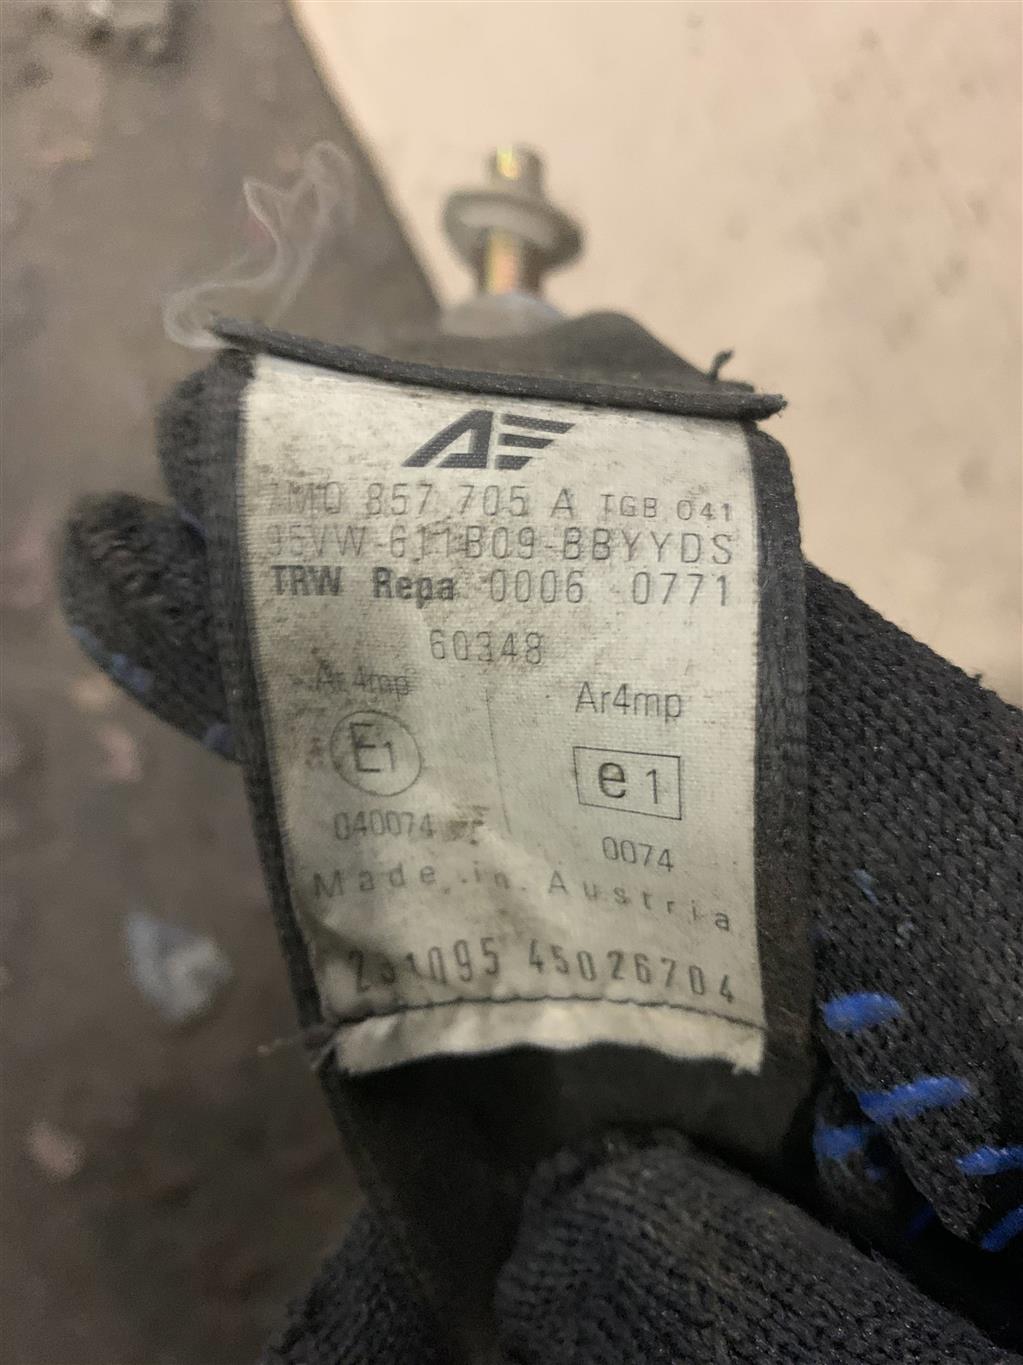 AE
7M0 857 705 A TGB 041
95VW-611B09-BBYYDS
TRW Repa 0006 0771
60348
Ar4mp Ar4mp
E1 e1
040074 0074
Made in Austria
231095 45026704